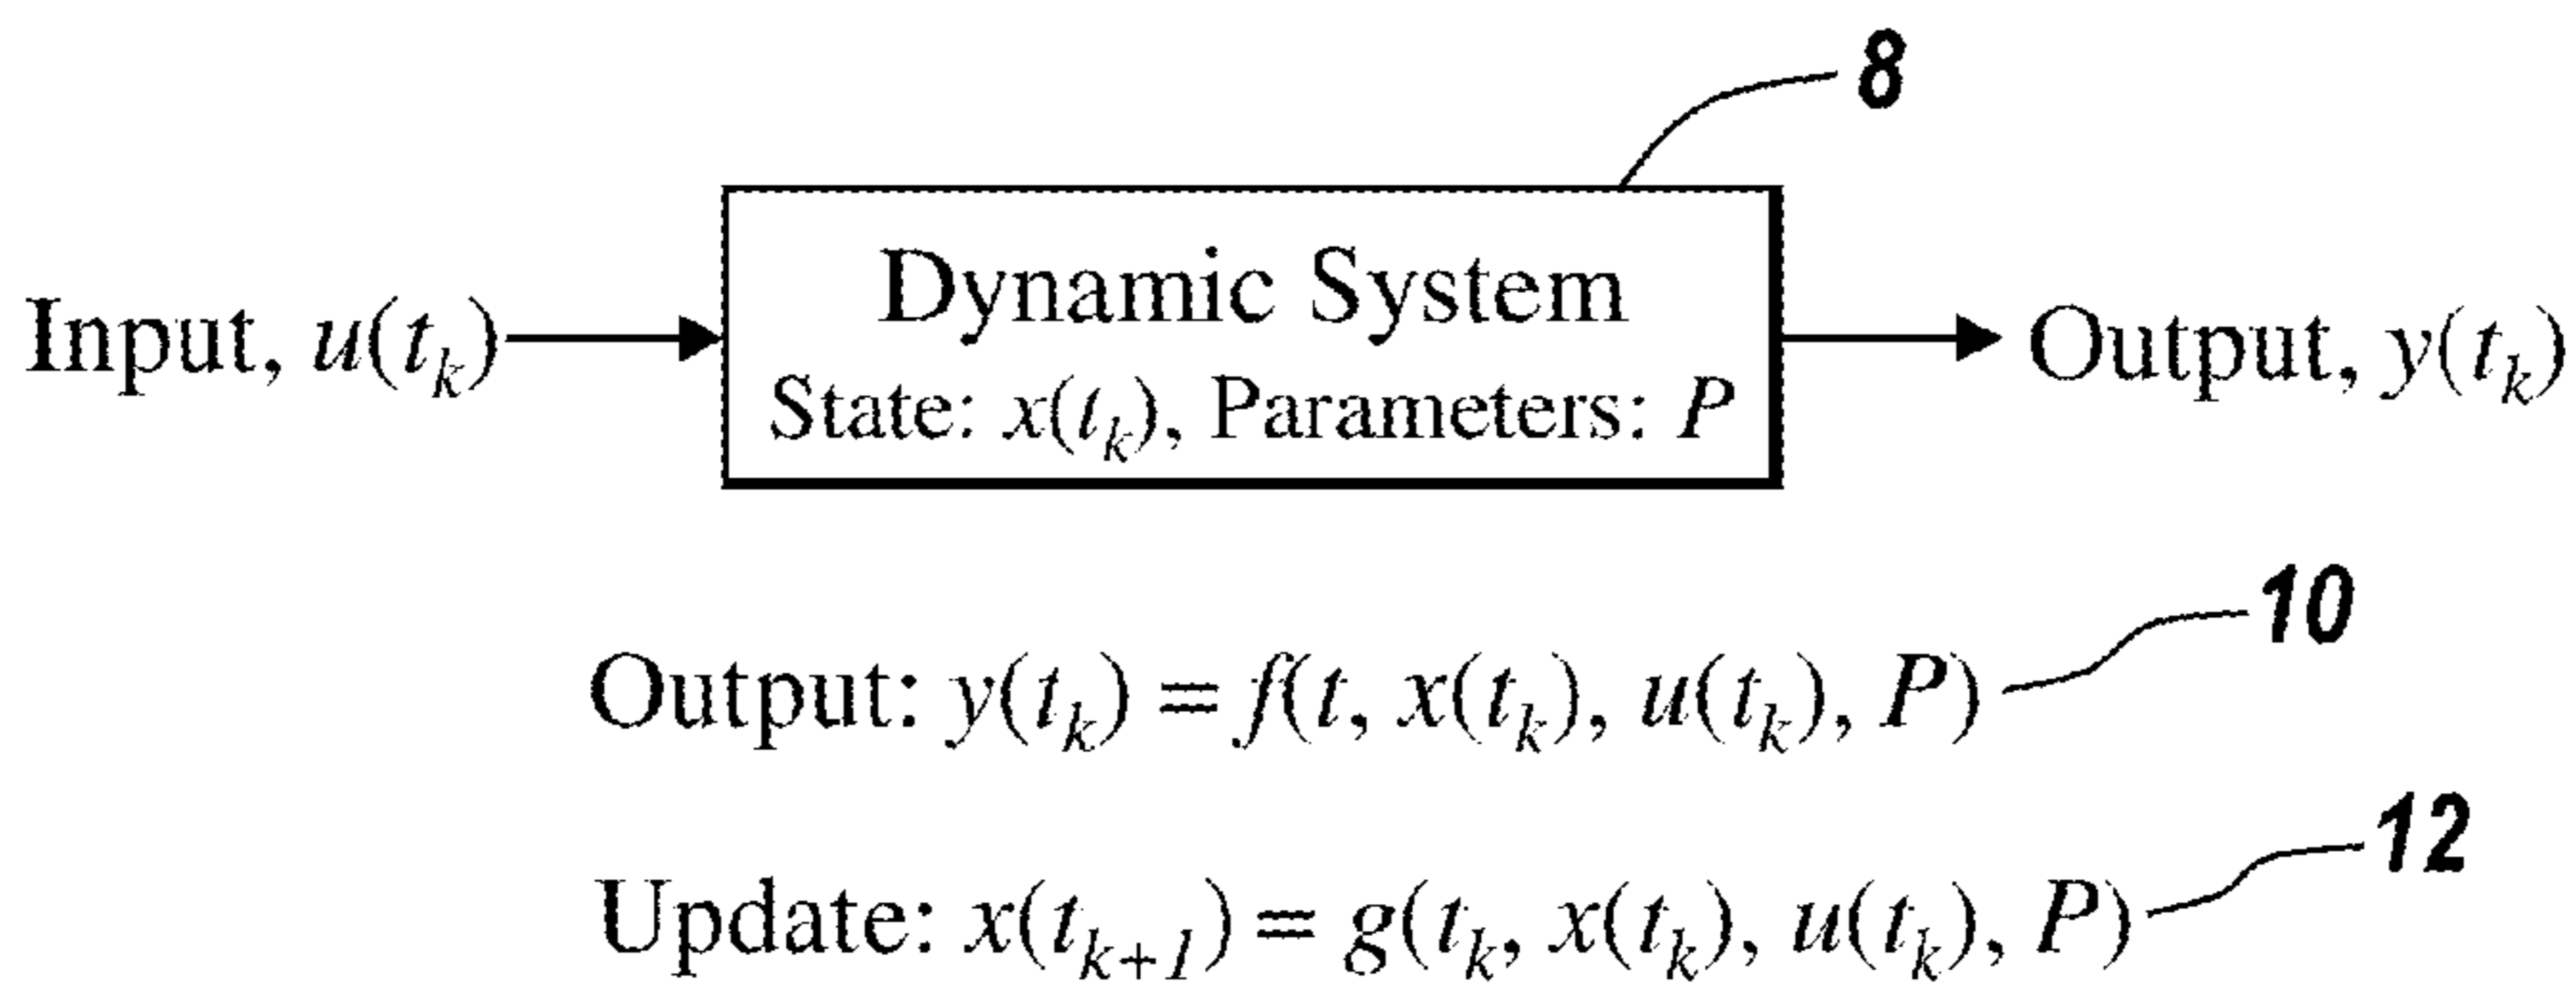 8
Dynamic System
Input, u(t_k) State: x(t_k), Parameters: P Output, y(t_k)
10
Output: y(t_k) = f(t, x(t_k), u(t_k), P)
12
Update: x(t_{k+1}) = g(t_k, x(t_k), u(t_k), P)